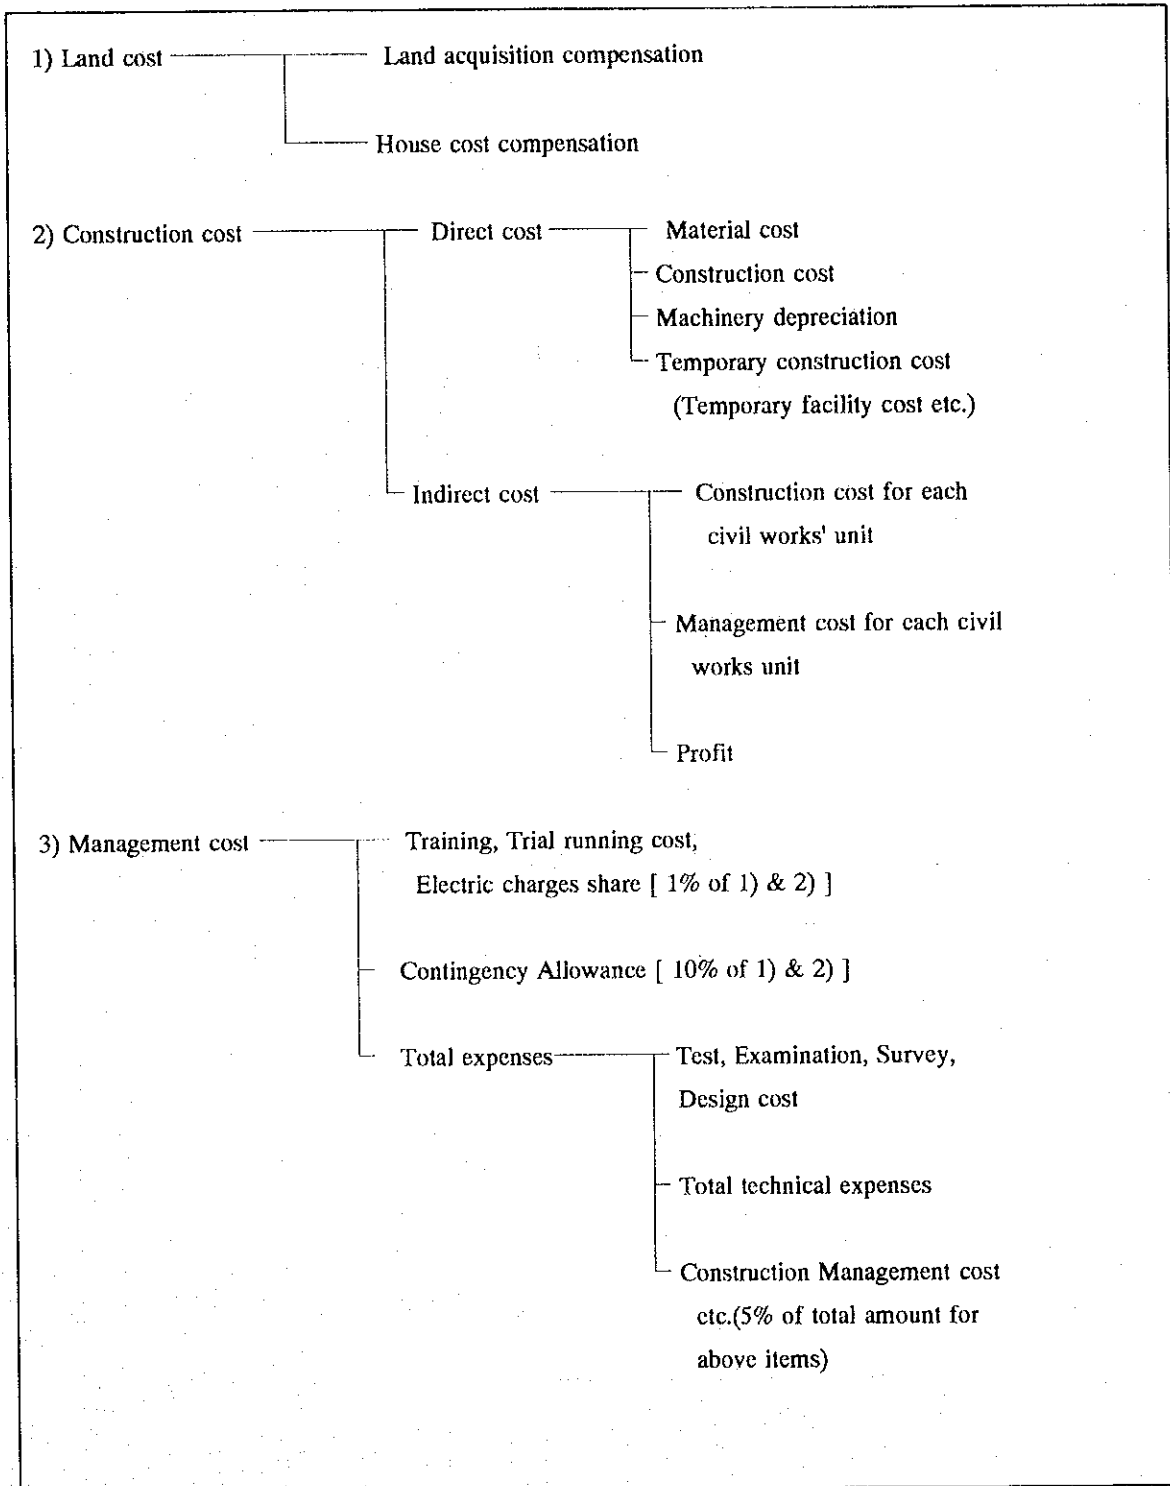 1) Land cost Land acquisition compensation
House cost compensation
2) Construction cost Direct cost Material cost
Construction cost
Machinery depreciation
Temporary construction cost
(Temporary facility cost etc.)
Indirect cost Construction cost for each
civil works' unit
Management cost for each civil
works unit
Profit
3) Management cost Training, Trial running cost,
Electric charges share [ 1% of 1) & 2) ]
Contingency Allowance [ 10% of 1) & 2) ]
Total expenses Test, Examination, Survey,
Design cost
Total technical expenses
Construction Management cost
etc.(5% of total amount for
above items)